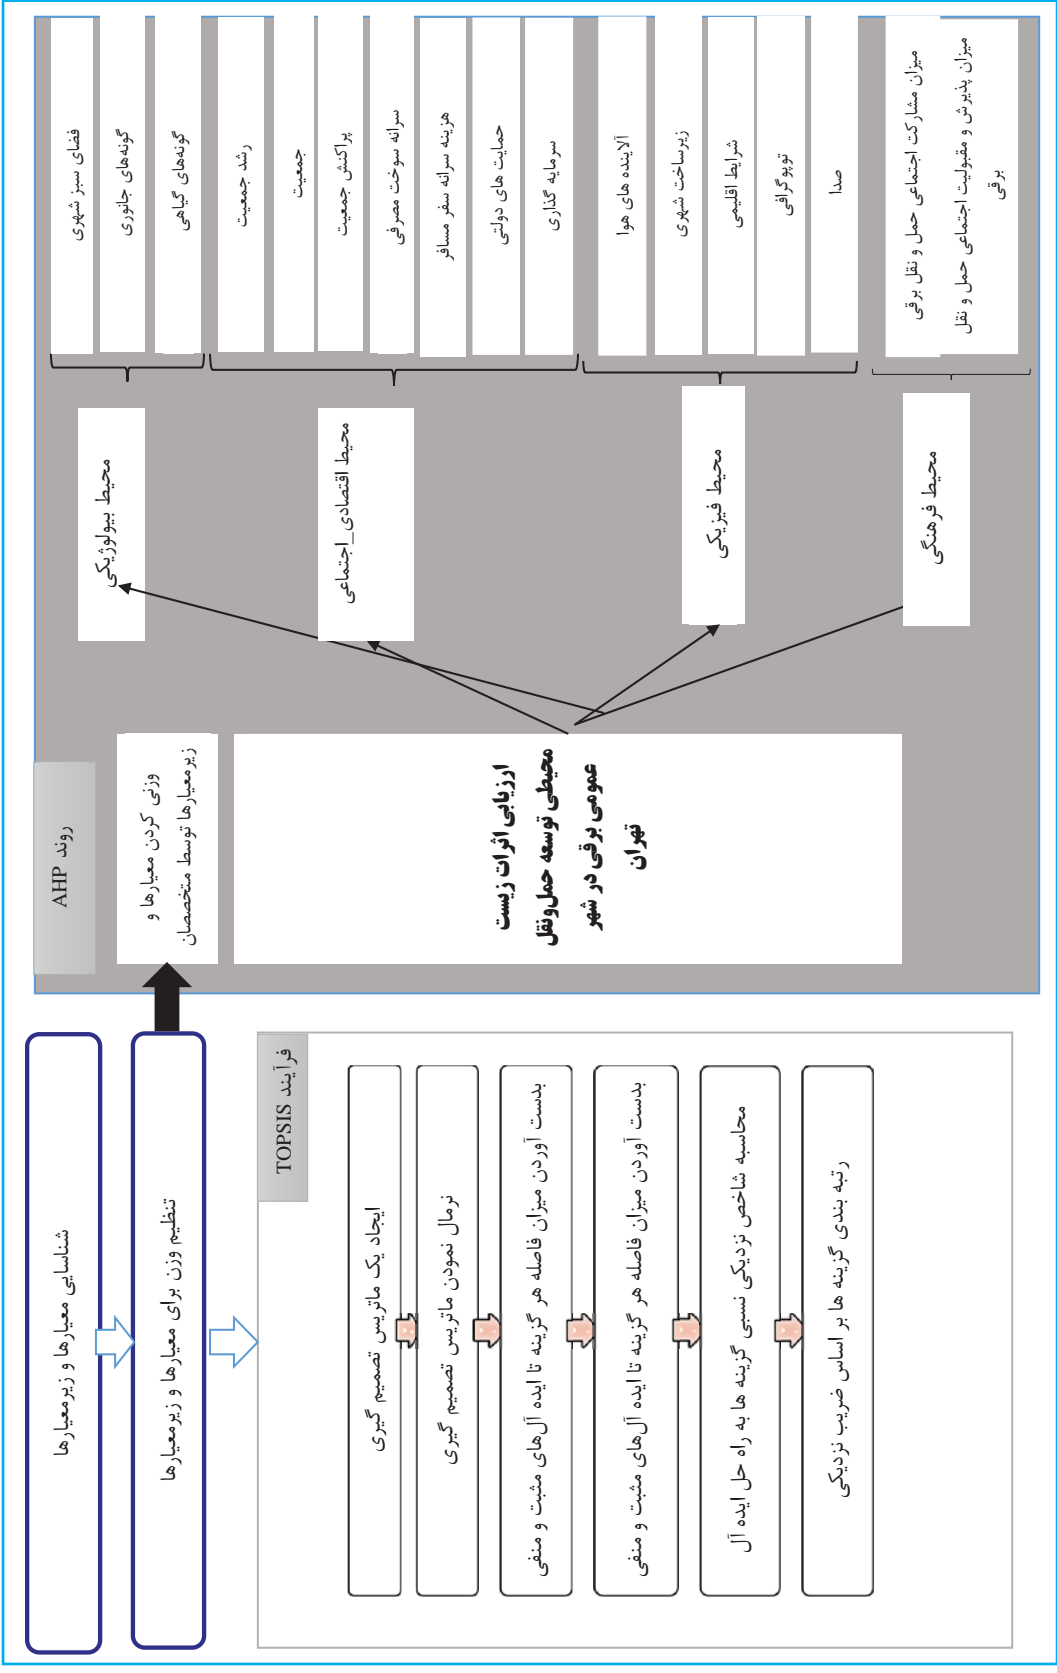 شناسایی معیارها و زیرمعیارها
تنظیم وزن برای معیارها و زیرمعیارها
فرآیند TOPSIS
ایجاد یک ماتریس تصمیم گیری
نرمال نمودن ماتریس تصمیم گیری
بدست آوردن میزان فاصله هر گزینه تا ایده آل‌های مثبت و منفی
بدست آوردن میزان فاصله هر گزینه تا ایده آل‌های مثبت و منفی
محاسبه شاخص نزدیکی نسبی گزینه ها به راه حل ایده آل
رتبه بندی گزینه ها بر اساس ضریب نزدیکی
روند AHP
وزنی کردن معیارها و
زیرمعیارها توسط متخصصان
ارزیابی اثرات زیست
محیطی توسعه حمل‌ونقل
عمومی برقی در شهر
تهران
محیط بیولوژیکی
محیط اقتصادی_اجتماعی
محیط فیزیکی
محیط فرهنگی
فضای سبز شهری
گونه‌های جانوری
گونه‌های گیاهی
رشد جمعیت
جمعیت
پراکنش جمعیت
سرانه سوخت مصرفی
هزینه سرانه سفر مسافر
حمایت های دولتی
سرمایه گذاری
آلاینده های هوا
زیرساخت شهری
شرایط اقلیمی
توپوگرافی
صدا
میزان مشارکت اجتماعی حمل و نقل برقی
میزان پذیرش و مقبولیت اجتماعی حمل و نقل
برقی